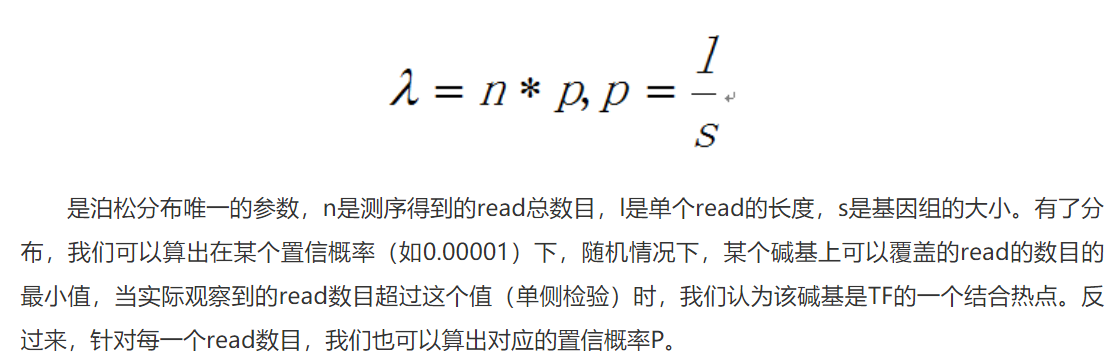 λ = n * p, p = l/s ↵
是泊松分布唯一的参数，n是测序得到的read总数目，l是单个read的长度，s是基因组的大小。有了分
布，我们可以算出在某个置信概率（如0.00001）下，随机情况下，某个碱基上可以覆盖的read的数目的
最小值，当实际观察到的read数目超过这个值（单侧检验）时，我们认为该碱基是TF的一个结合热点。反
过来，针对每一个read数目，我们也可以算出对应的置信概率P。